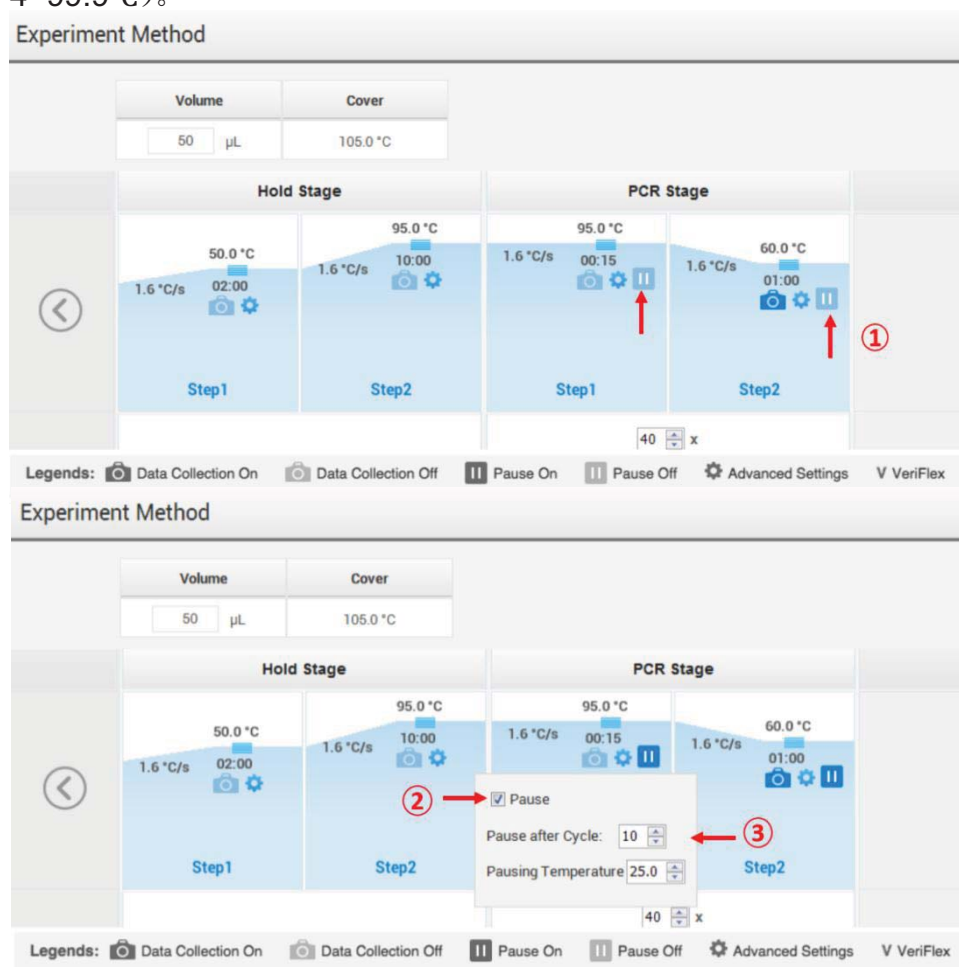 4–99.9℃)。
Experiment Method
Volume Cover
50 µL 105.0 °C
Hold Stage PCR Stage
95.0 °C 95.0 °C
50.0 °C 60.0 °C
1.6 °C/s 10:00 1.6 °C/s 00:15 1.6 °C/s
1.6 °C/s 02:00 01:00
①
Step1 Step2 Step1 Step2
40 x
Legends: Data Collection On Data Collection Off Pause On Pause Off Advanced Settings V VeriFlex
Experiment Method
Volume Cover
50 µL 105.0 °C
Hold Stage PCR Stage
95.0 °C 95.0 °C
50.0 °C 60.0 °C
1.6 °C/s 10:00 1.6 °C/s 00:15 1.6 °C/s
1.6 °C/s 02:00 01:00
② Pause
Pause after Cycle: 10 ③
Step1 Step2 Pausing Temperature 25.0 Step2
40 x
Legends: Data Collection On Data Collection Off Pause On Pause Off Advanced Settings V VeriFlex